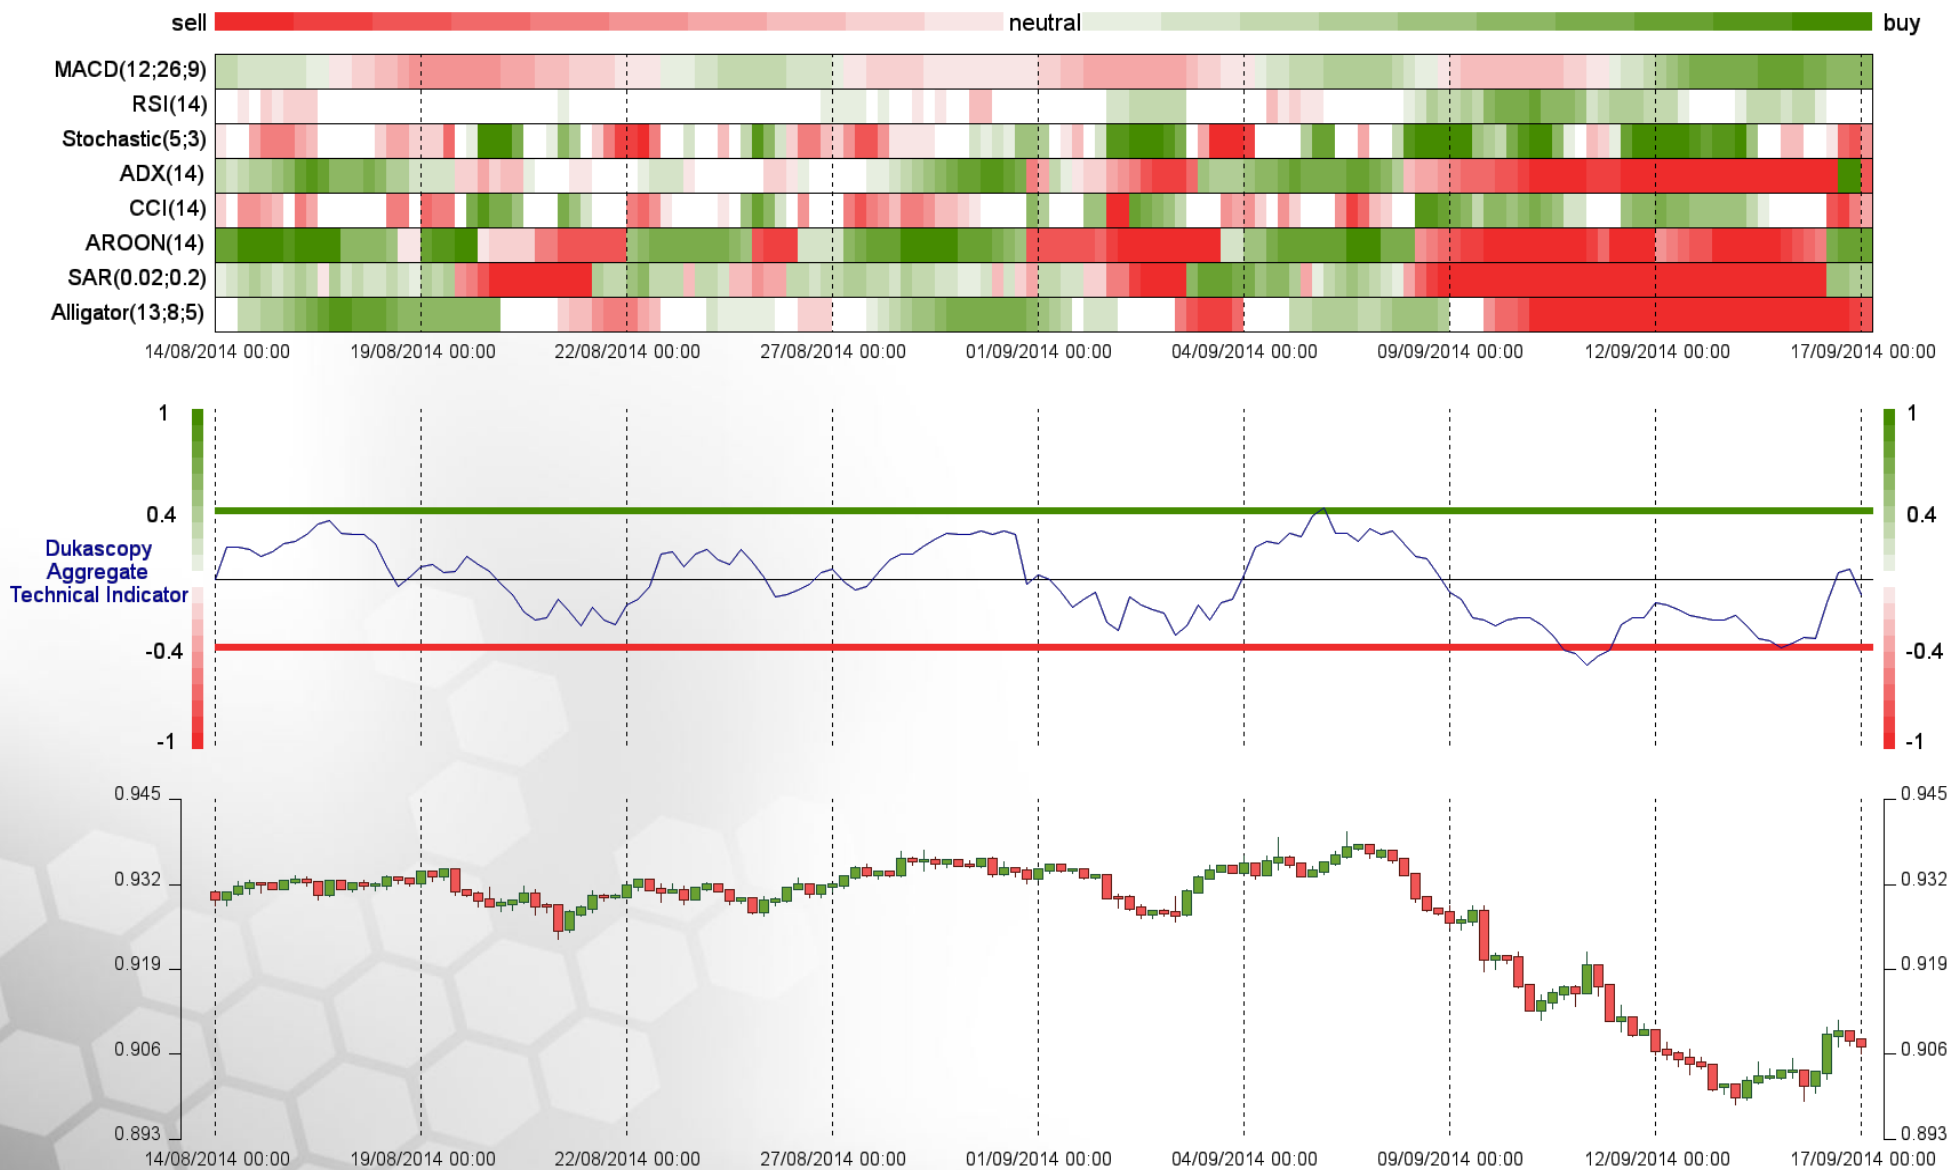 sell neutral buy
MACD(12;26;9)
RSI(14)
Stochastic(5;3)
ADX(14)
CCI(14)
AROON(14)
SAR(0.02;0.2)
Alligator(13;8;5)
14/08/2014 00:00 19/08/2014 00:00 22/08/2014 00:00 27/08/2014 00:00 01/09/2014 00:00 04/09/2014 00:00 09/09/2014 00:00 12/09/2014 00:00 17/09/2014 00:00
1 1
0.4 0.4
Dukascopy
Aggregate
Technical Indicator
-0.4 -0.4
-1 -1
0.945 0.945
0.932 0.932
0.919 0.919
0.906 0.906
0.893 0.893
14/08/2014 00:00 19/08/2014 00:00 22/08/2014 00:00 27/08/2014 00:00 01/09/2014 00:00 04/09/2014 00:00 09/09/2014 00:00 12/09/2014 00:00 17/09/2014 00:00